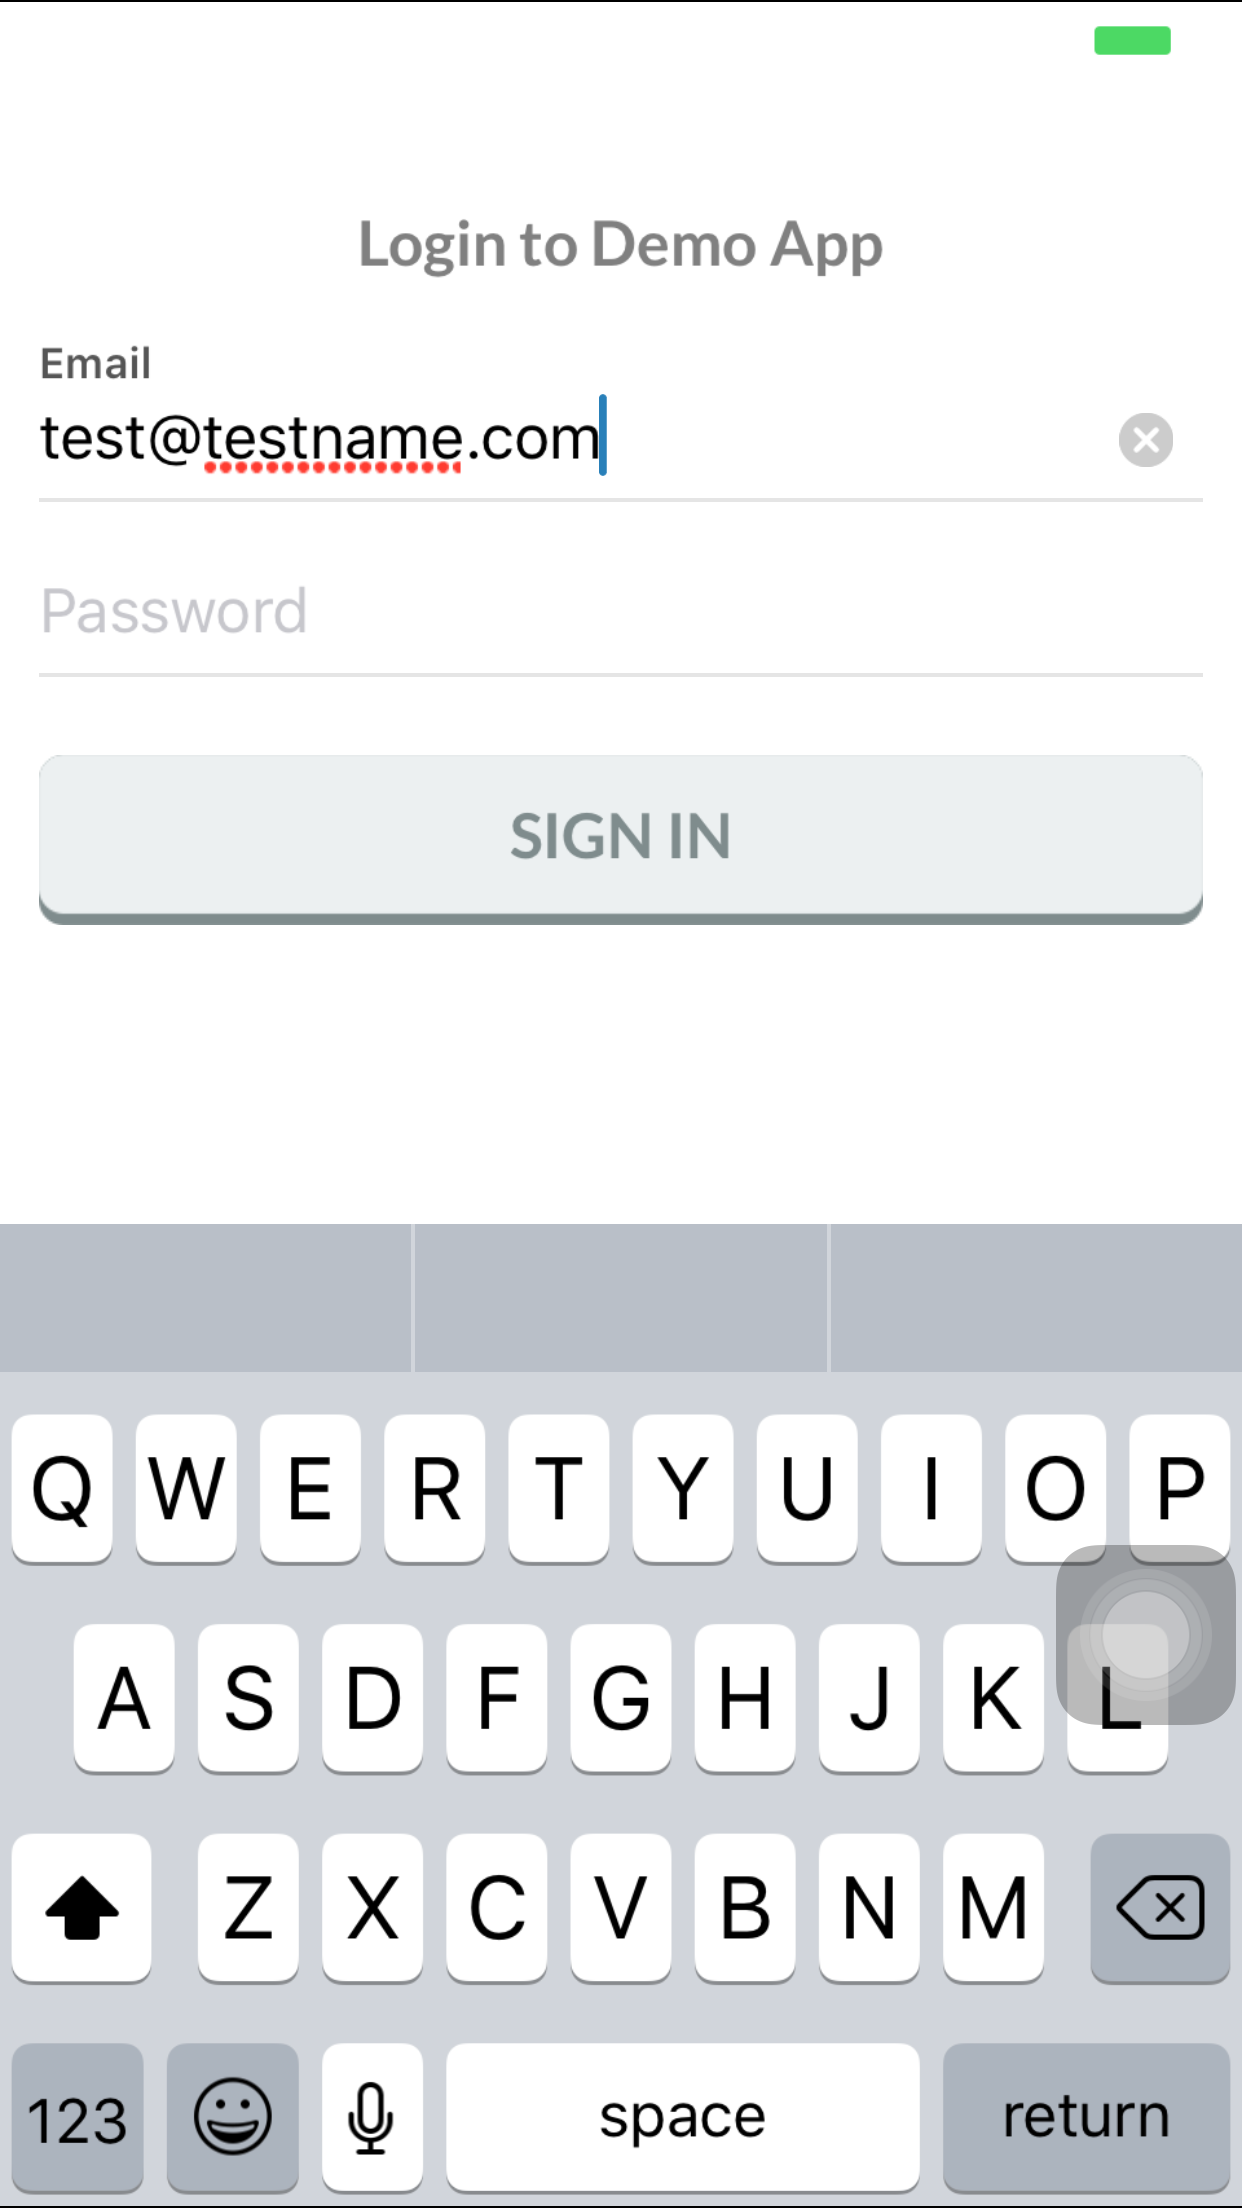 Login to Demo App
Email
test@testname.com
Password
SIGN IN
Q W E R T Y U I O P
A S D F G H J K L
Z X C V B N M
123 space return